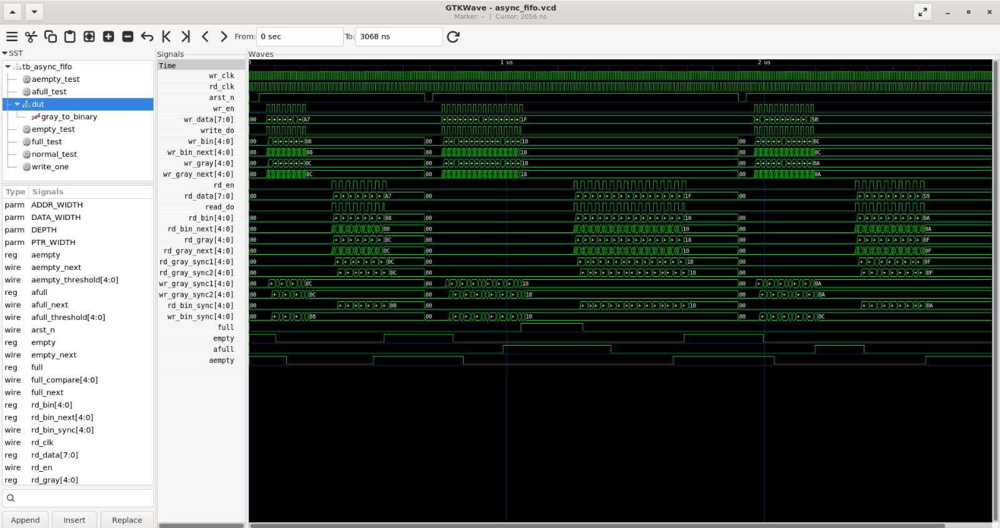 GTKWave - async_fifo.vcd
Marker: -- | Cursor: 2056 ns
From: 0 sec To: 3068 ns
SST
tb_async_fifo
aempty_test
afull_test
dut
gray_to_binary
empty_test
full_test
normal_test
write_one
Type Signals
parm ADDR_WIDTH
parm DATA_WIDTH
parm DEPTH
parm PTR_WIDTH
reg aempty
wire aempty_next
wire aempty_threshold[4:0]
reg afull
wire afull_next
wire afull_threshold[4:0]
wire arst_n
reg empty
wire empty_next
reg full
wire full_compare[4:0]
wire full_next
reg rd_bin[4:0]
reg rd_bin_next[4:0]
wire rd_bin_sync[4:0]
wire rd_clk
reg rd_data[7:0]
wire rd_en
reg rd_gray[4:0]
Append Insert Replace
Signals Waves
Time 0 1 us 2 us
wr_clk
rd_clk
arst_n
wr_en
wr_data[7:0] 00 + + + + + + + A7 + + + + + + + + + + + + + + 1F + + + + + + + + + 5B
write_do
wr_bin[4:0] 00 + + + + + + 08 00 + + + + + + + + + + + + + 10 00 + + + + + + + + + 0C
wr_bin_next[4:0] 00 08 00 10 00 0C
wr_gray[4:0] 00 + + + + + + 0C 00 + + + + + + + + + + + + + 18 00 + + + + + + + + + 0A
wr_gray_next[4:0] 00 0C 00 18 00 0A
rd_en
rd_data[7:0] 00 + + + + + + + + A7 00 + + + + + + + + + + + + + + + 1F 00 + + + + + + + + + 59
read_do
rd_bin[4:0] 00 + + + + + + + 08 00 + + + + + + + + + + + + + + + 10 00 + + + + + + + + + 0A
rd_bin_next[4:0] 00 08 00 10 00 0A
rd_gray[4:0] 00 + + + + + + + 0C 00 + + + + + + + + + + + + + + + 18 00 + + + + + + + + + 0F
rd_gray_next[4:0] 00 0C 00 18 00 0F
rd_gray_sync1[4:0] 00 + + + + + + + 0C 00 + + + + + + + + + + + + + + + 18 00 + + + + + + + + 0F
rd_gray_sync2[4:0] 00 + + + + + + + 0C 00 + + + + + + + + + + + + + + + 18 00 + + + + + + + + 0F
wr_gray_sync1[4:0] 00 + + + + 0C 00 + + + + + + + + 18 00 + + + + + + 0A
wr_gray_sync2[4:0] 00 + + + + 0C 00 + + + + + + + + 18 00 + + + + + + 0A
rd_bin_sync[4:0] 00 + + + + + + + 08 00 + + + + + + + + + + + + + + + 10 00 + + + + + + + + 0A
wr_bin_sync[4:0] 00 + + + + 08 00 + + + + + + + + 10 00 + + + + + + 0C
full
empty
afull
aempty